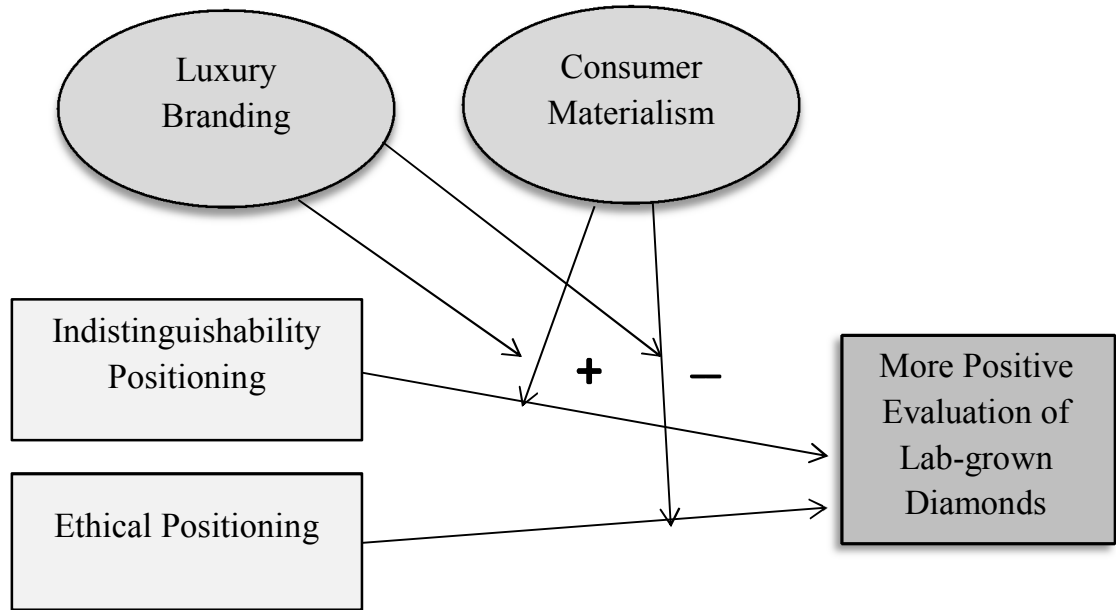 Luxury
Branding
Consumer
Materialism
Indistinguishability
Positioning
+
–
More Positive
Evaluation of
Lab-grown
Diamonds
Ethical Positioning